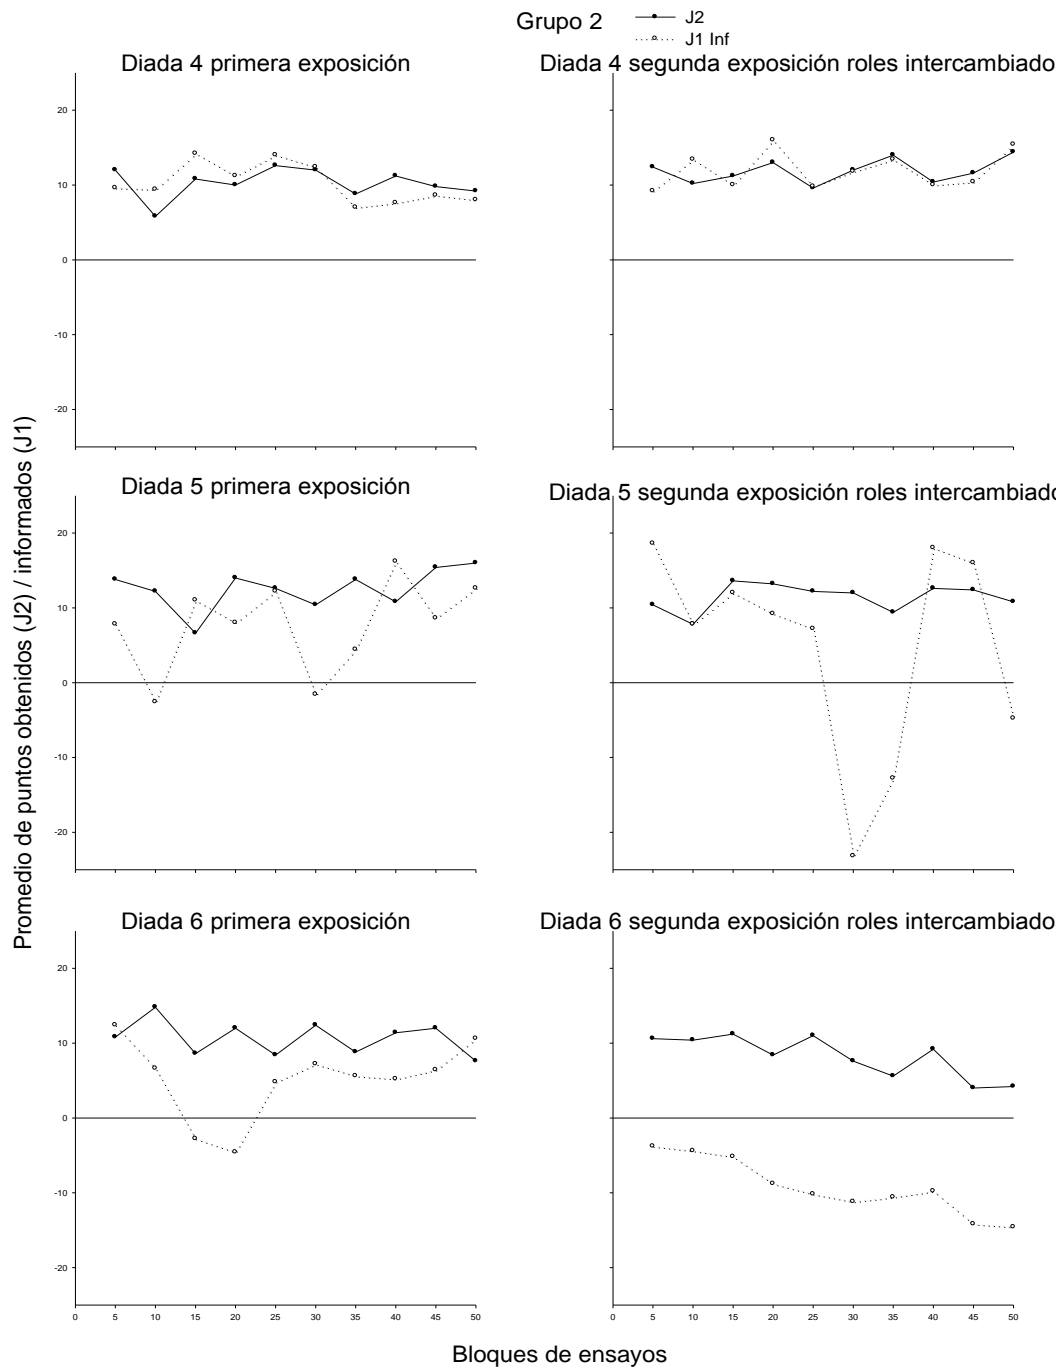 Grupo 2
J2
J1 Inf
Diada 4 primera exposición
Diada 4 segunda exposición roles intercambiado
20
10
0
-10
-20
Diada 5 primera exposición
Diada 5 segunda exposición roles intercambiado
20
10
0
-10
-20
Diada 6 primera exposición
Diada 6 segunda exposición roles intercambiado
20
10
0
-10
-20
0 5 10 15 20 25 30 35 40 45 50
0 5 10 15 20 25 30 35 40 45 50
Promedio de puntos obtenidos (J2) / informados (J1)
Bloques de ensayos